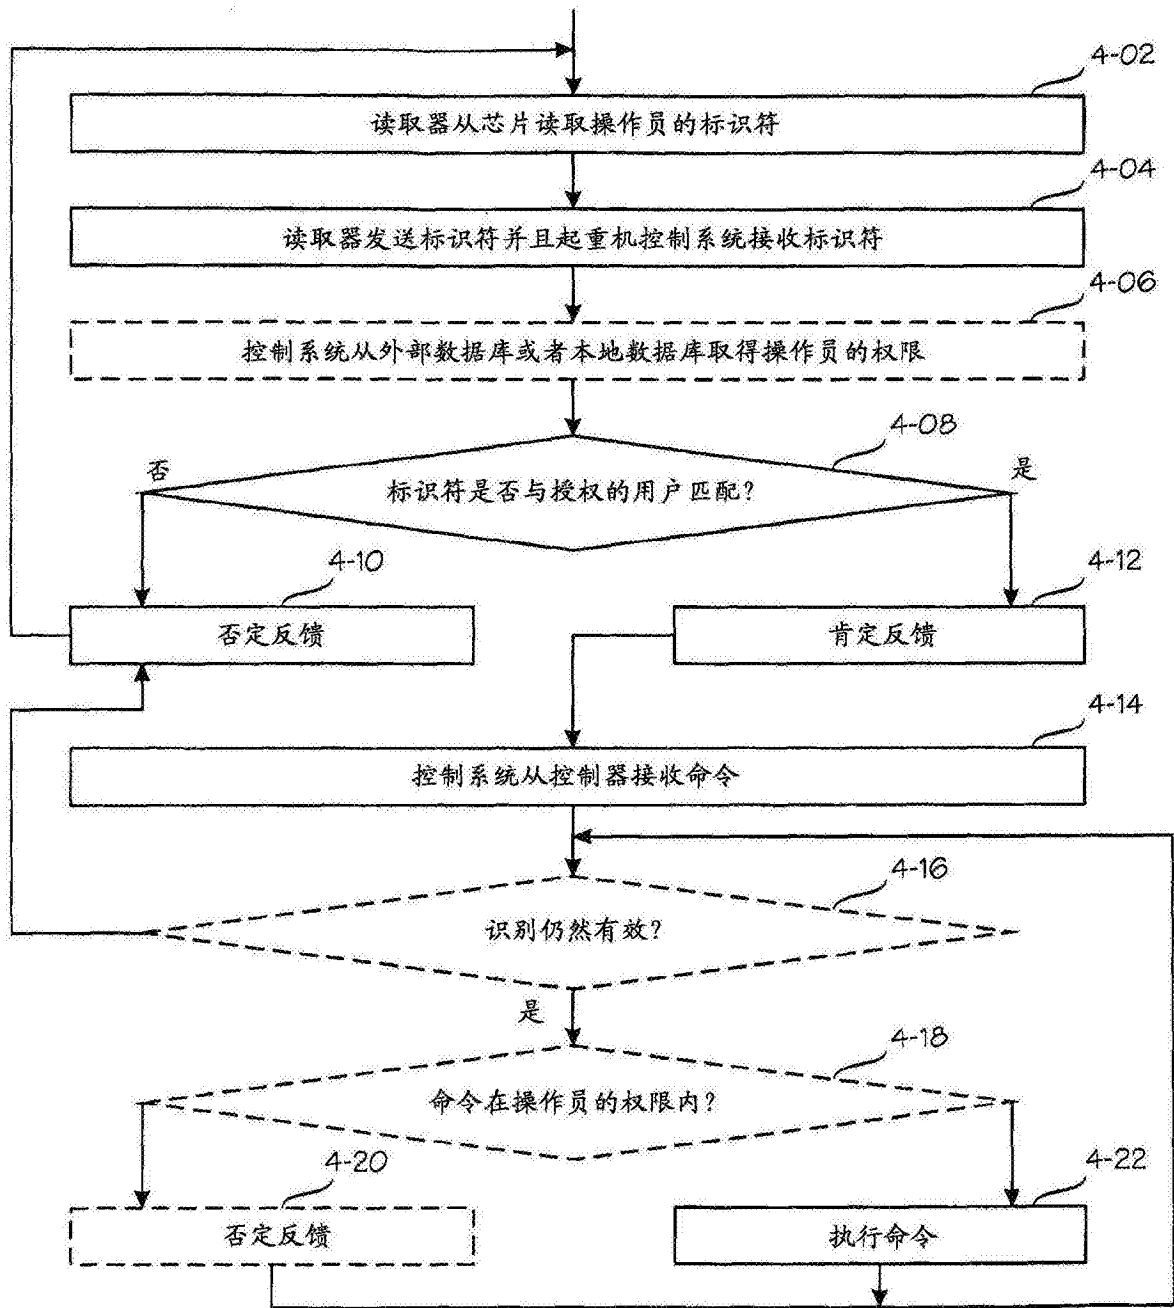 4-02
读取器从芯片读取操作员的标识符
4-04
读取器发送标识符并且起重机控制系统接收标识符
4-06
控制系统从外部数据库或者本地数据库取得操作员的权限
4-08
否
是
标识符是否与授权的用户匹配?
4-10
4-12
否定反馈
肯定反馈
4-14
控制系统从控制器接收命令
4-16
识别仍然有效?
是
4-18
命令在操作员的权限内?
4-20
4-22
否定反馈
执行命令